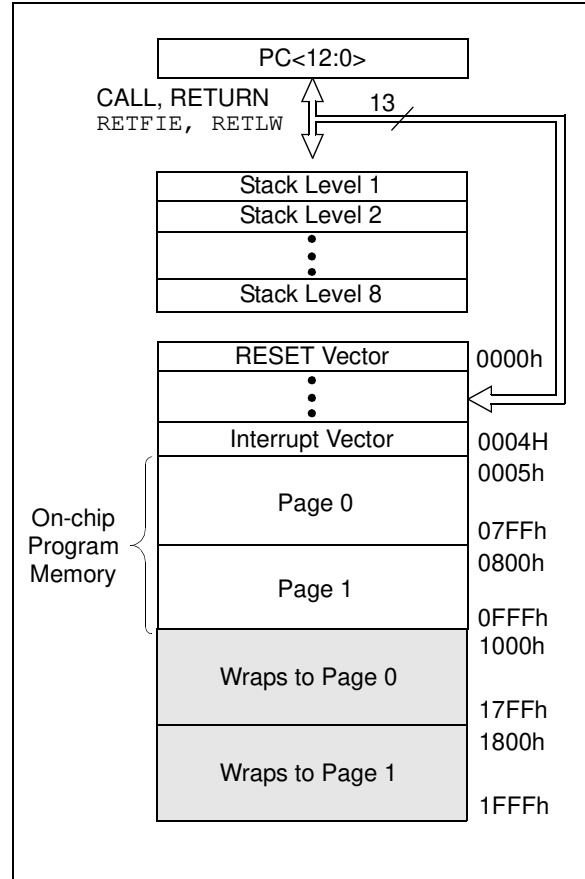 PC<12:0>
CALL, RETURN
RETFIE, RETLW
13
Stack Level 1
Stack Level 2
Stack Level 8
RESET Vector
0000h
Interrupt Vector
0004H
0005h
On-chip
Program
Memory
Page 0
07FFh
0800h
Page 1
0FFFh
1000h
Wraps to Page 0
17FFh
1800h
Wraps to Page 1
1FFFh